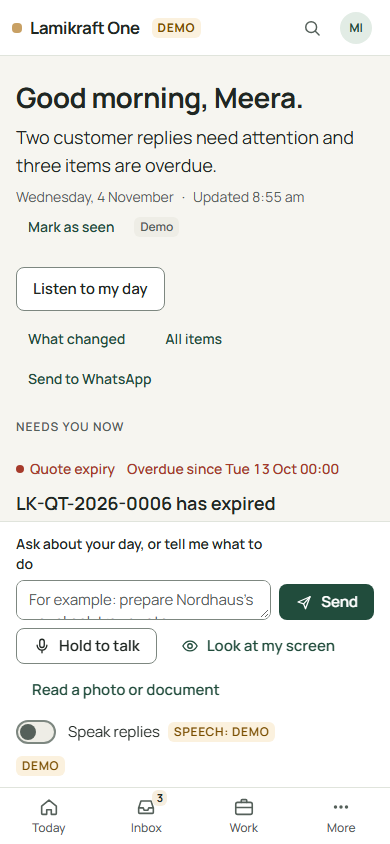 Lamikraft One DEMO MI
Good morning, Meera.
Two customer replies need attention and
three items are overdue.
Wednesday, 4 November · Updated 8:55 am
Mark as seen Demo
Listen to my day
What changed All items
Send to WhatsApp
NEEDS YOU NOW
Quote expiry Overdue since Tue 13 Oct 00:00
LK-QT-2026-0006 has expired
Ask about your day, or tell me what to
do
For example: prepare Nordhaus's
Send
Hold to talk Look at my screen
Read a photo or document
Speak replies SPEECH: DEMO
DEMO
3
Today Inbox Work More